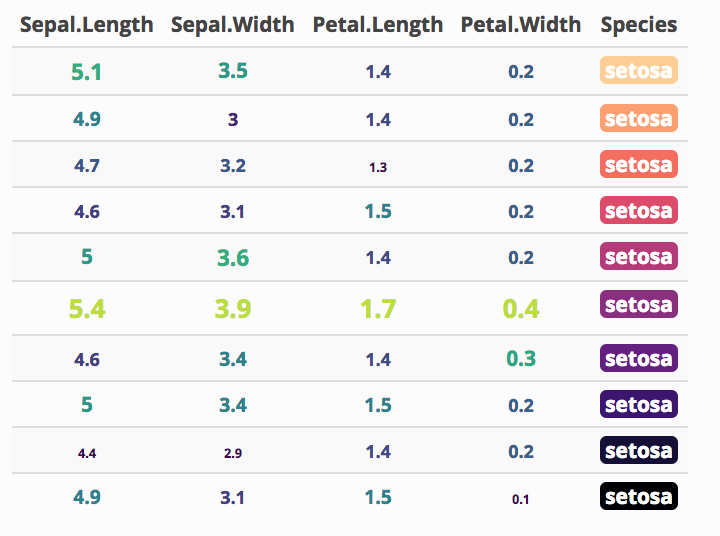 Sepal.Length Sepal.Width Petal.Length Petal.Width Species
5.1 3.5 1.4 0.2 setosa
4.9 3 1.4 0.2 setosa
4.7 3.2 1.3 0.2 setosa
4.6 3.1 1.5 0.2 setosa
5 3.6 1.4 0.2 setosa
5.4 3.9 1.7 0.4 setosa
4.6 3.4 1.4 0.3 setosa
5 3.4 1.5 0.2 setosa
4.4 2.9 1.4 0.2 setosa
4.9 3.1 1.5 0.1 setosa